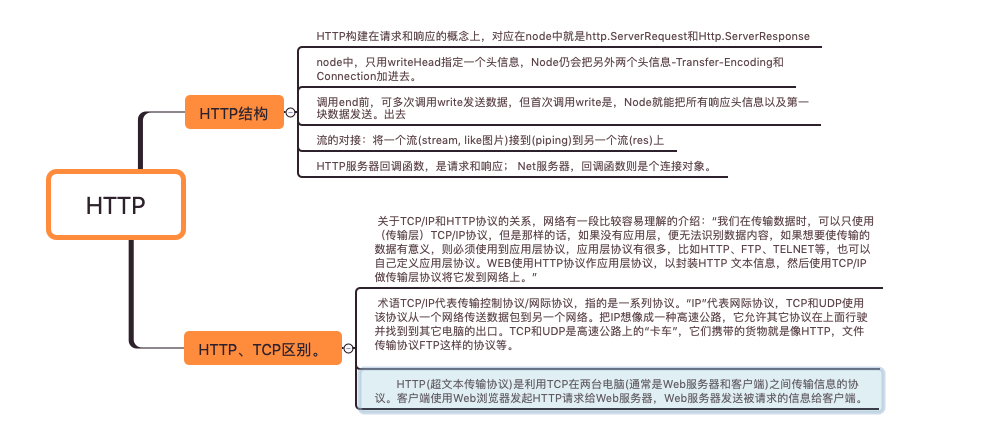 HTTP
HTTP结构
HTTP构建在请求和响应的概念上，对应在node中就是http.ServerRequest和Http.ServerResponse
node中，只用writeHead指定一个头信息，Node仍会把另外两个头信息-Transfer-Encoding和
Connection加进去。
调用end前，可多次调用write发送数据，但首次调用write是，Node就能把所有响应头信息以及第一
块数据发送。出去
流的对接：将一个流(stream, like图片)接到(piping)到另一个流(res)上
HTTP服务器回调函数，是请求和响应； Net服务器，回调函数则是个连接对象。
HTTP、TCP区别。
关于TCP/IP和HTTP协议的关系，网络有一段比较容易理解的介绍：“我们在传输数据时，可以只使用
（传输层）TCP/IP协议，但是那样的话，如果没有应用层，便无法识别数据内容，如果想要使传输的
数据有意义，则必须使用到应用层协议，应用层协议有很多，比如HTTP、FTP、TELNET等，也可以
自己定义应用层协议。WEB使用HTTP协议作应用层协议，以封装HTTP 文本信息，然后使用TCP/IP
做传输层协议将它发到网络上。”
术语TCP/IP代表传输控制协议/网际协议，指的是一系列协议。“IP”代表网际协议，TCP和UDP使用
该协议从一个网络传送数据包到另一个网络。把IP想像成一种高速公路，它允许其它协议在上面行驶
并找到到其它电脑的出口。TCP和UDP是高速公路上的“卡车”，它们携带的货物就是像HTTP，文件
传输协议FTP这样的协议等。
HTTP(超文本传输协议)是利用TCP在两台电脑(通常是Web服务器和客户端)之间传输信息的协
议。客户端使用Web浏览器发起HTTP请求给Web服务器，Web服务器发送被请求的信息给客户端。